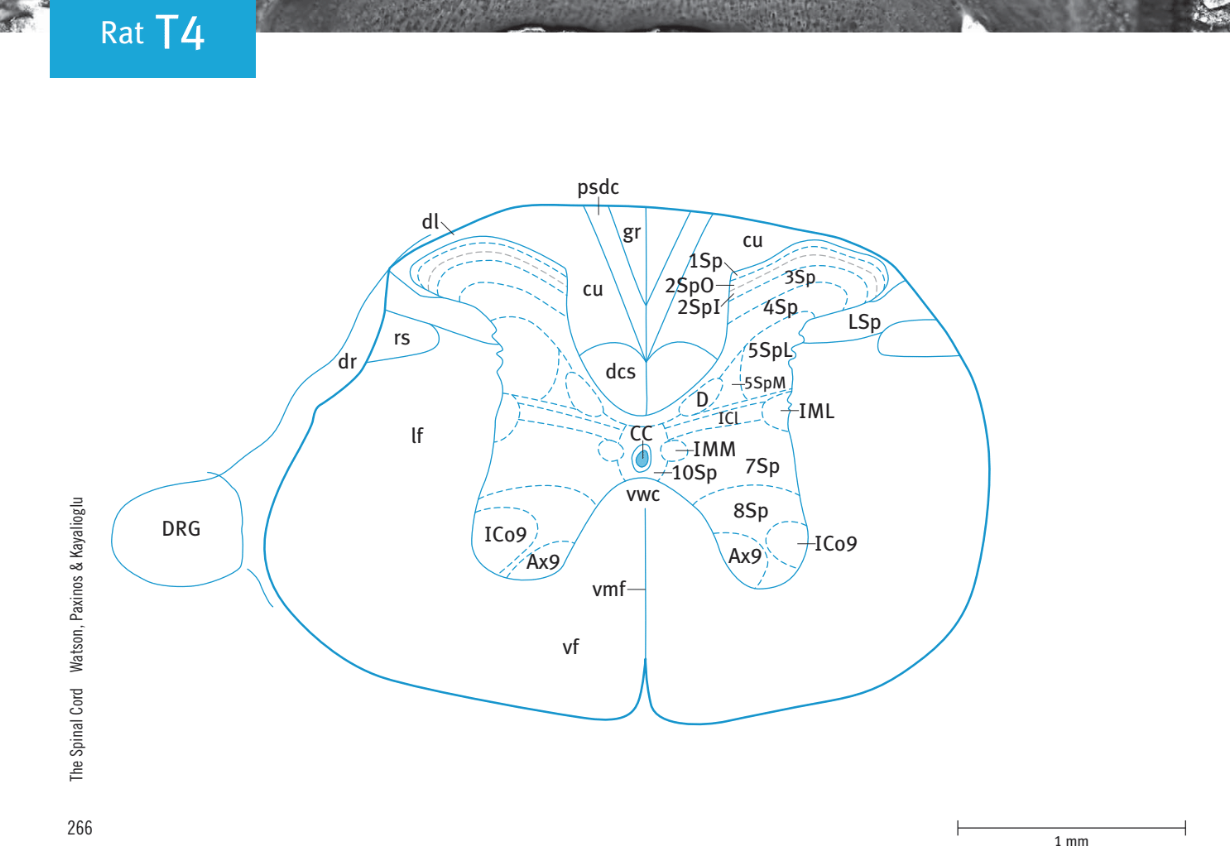 Rat T4
psdc
dl
gr
cu
1Sp
3Sp
2SpO
cu
2SpI
4Sp
LSp
rs
5SpL
dr
dcs
5SpM
D
IML
ICl
lf
CC
IMM
7Sp
10Sp
vwc
8Sp
DRG
ICo9
ICo9
Ax9
Ax9
vmf
vf
The Spinal Cord Watson, Paxinos & Kayalioglu
266
1 mm